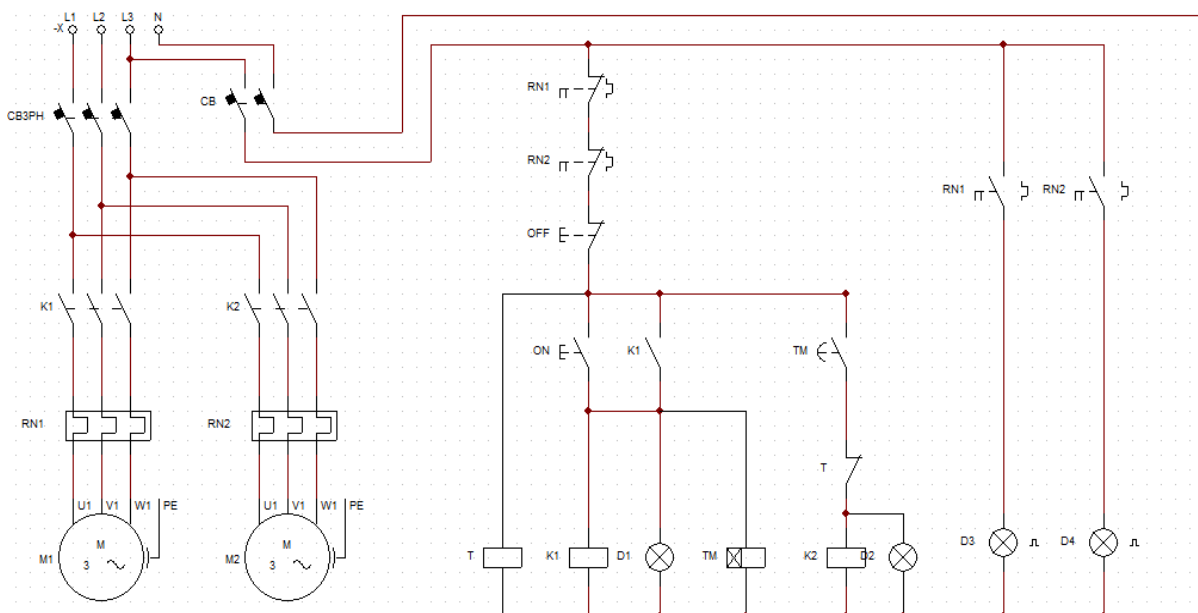 L1 L2 L3 N
-X
CB3PH
CB
RN1
RN2
RN1 RN2
OFF
K1 K2
ON K1 TM
RN1 RN2
T
U1 V1 W1 PE U1 V1 W1 PE
M1 M 3 M2 M 3
T K1 D1 TM K2 D2 D3 D4